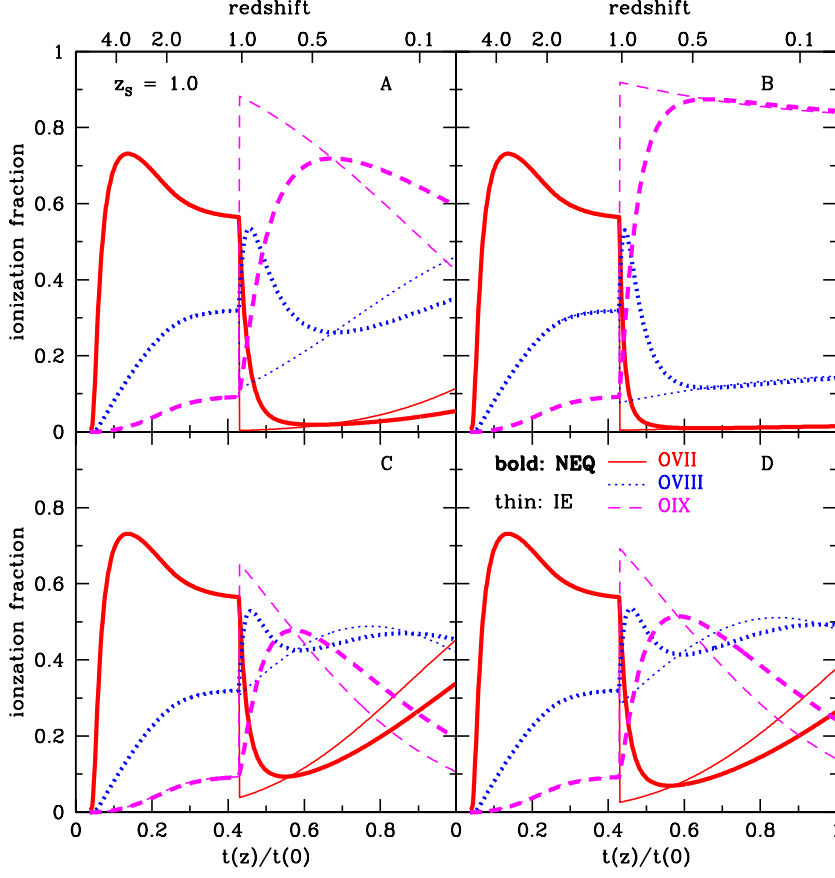 redshift redshift
4.0 2.0 1.0 0.5 0.1 4.0 2.0 1.0 0.5 0.1
1
z_s = 1.0 A B
0.8
0.6
0.4
0.2
0
ionization fraction
C bold: NEQ OVII D
OVIII
thin: IE OIX
0.8
0.6
0.4
0.2
0
ionzation fraction
0 0.2 0.4 0.6 0.8 0 0.2 0.4 0.6 0.8 1
t(z)/t(0) t(z)/t(0)